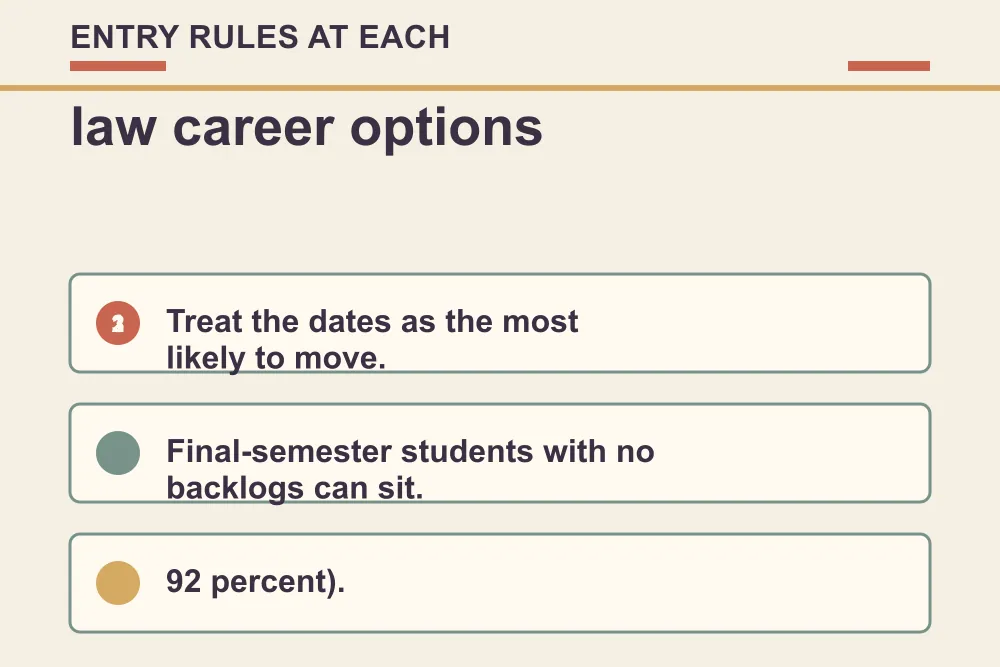 ENTRY RULES AT EACH
law career options
Treat the dates as the most
likely to move.
Final-semester students with no
backlogs can sit.
92 percent).